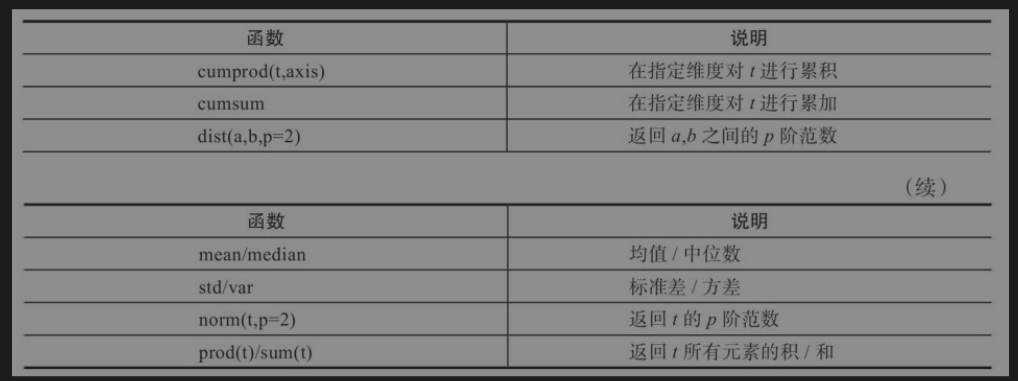 函数 说明
cumprod(t,axis) 在指定维度对 t 进行累积
cumsum 在指定维度对 t 进行累加
dist(a,b,p=2) 返回 a,b 之间的 p 阶范数
（续）
函数 说明
mean/median 均值 / 中位数
std/var 标准差 / 方差
norm(t,p=2) 返回 t 的 p 阶范数
prod(t)/sum(t) 返回 t 所有元素的积 / 和